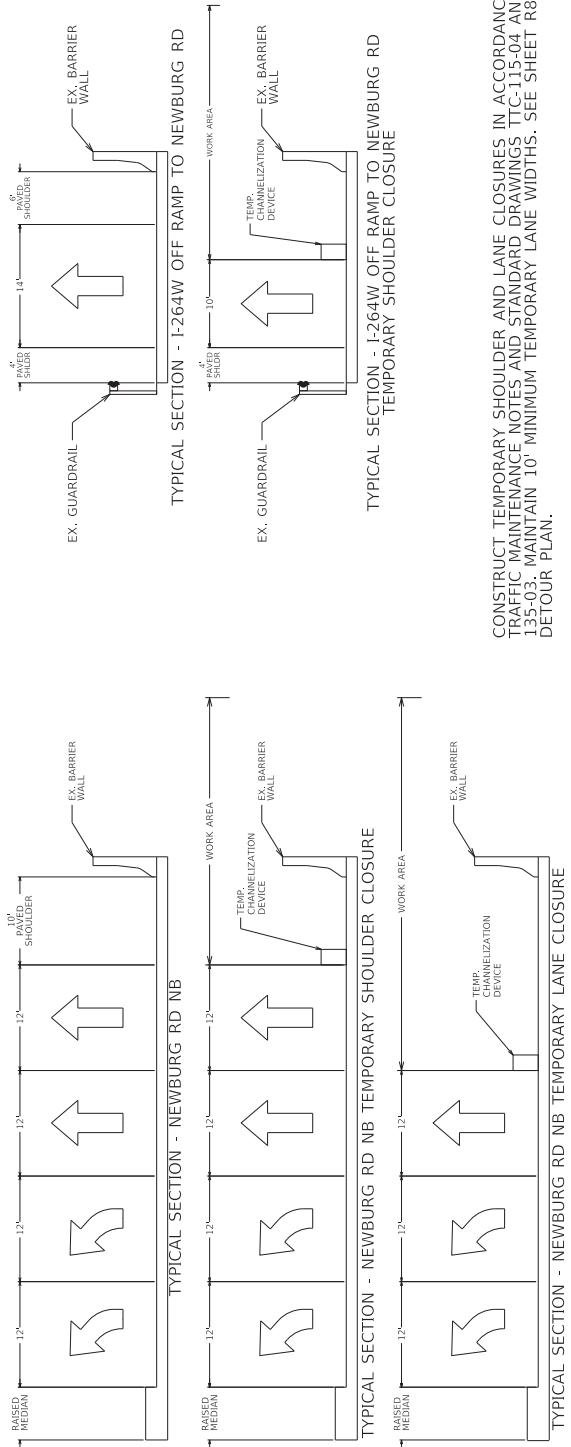 RAISED
MEDIAN
12'
12'
12'
12'
10'
PAVED
SHOULDER
EX. BARRIER
WALL
TYPICAL SECTION - NEWBURG RD NB
12'
12'
12'
12'
WORK AREA
TEMP.
CHANNELIZATION
DEVICE
EX. BARRIER
WALL
TYPICAL SECTION - NEWBURG RD NB TEMPORARY SHOULDER CLOSURE
RAISED
MEDIAN
12'
12'
12'
WORK AREA
TEMP.
CHANNELIZATION
DEVICE
EX. BARRIER
WALL
TYPICAL SECTION - NEWBURG RD NB TEMPORARY LANE CLOSURE
EX. GUARDRAIL
4'
PAVED
SHLDR
14'
6'
PAVED
SHOULDER
EX. BARRIER
WALL
TYPICAL SECTION - I-264W OFF RAMP TO NEWBURG RD
EX. GUARDRAIL
4'
PAVED
SHLDR
10'
WORK AREA
TEMP.
CHANNELIZATION
DEVICE
EX. BARRIER
WALL
TYPICAL SECTION - I-264W OFF RAMP TO NEWBURG RD
TEMPORARY SHOULDER CLOSURE
CONSTRUCT TEMPORARY SHOULDER AND LANE CLOSURES IN ACCORDANC
TRAFFIC MAINTENANCE NOTES AND STANDARD DRAWINGS TTC-115-04 AN
135-03. MAINTAIN 10' MINIMUM TEMPORARY LANE WIDTHS. SEE SHEET R8
DETOUR PLAN.